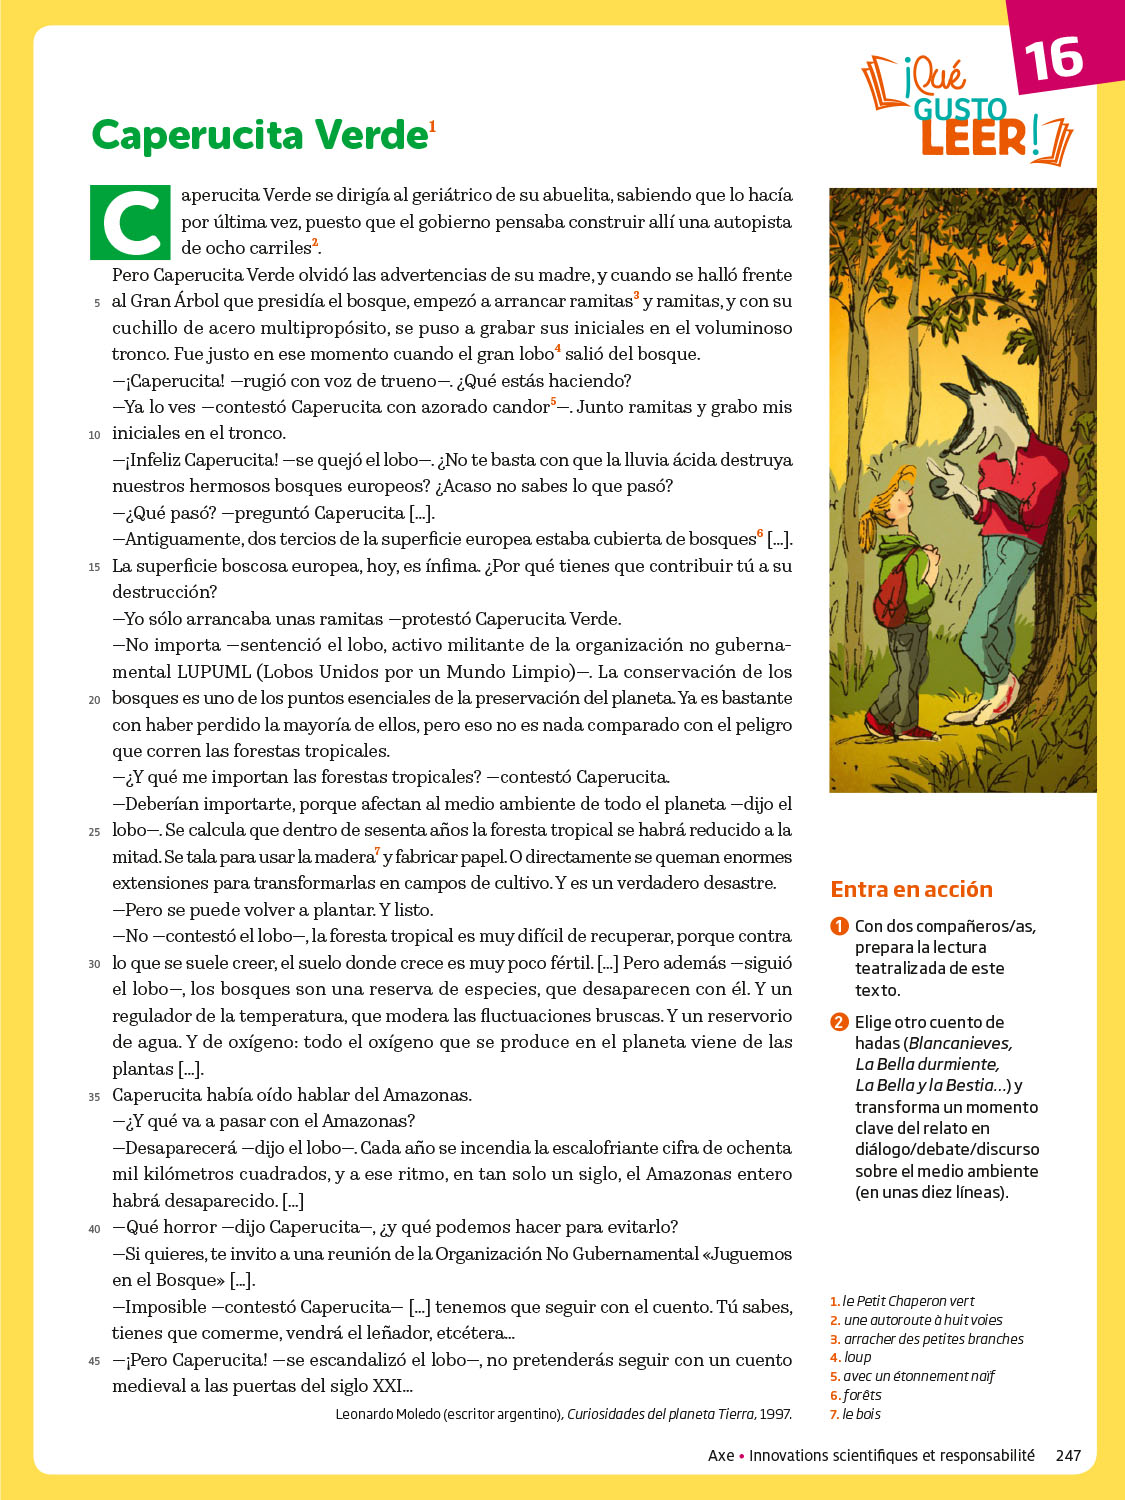 16
¡Qué
GUSTO
LEER!
Caperucita Verde1
Caperucita Verde se dirigía al geriátrico de su abuelita, sabiendo que lo hacía
por última vez, puesto que el gobierno pensaba construir allí una autopista
de ocho carriles2.
Pero Caperucita Verde olvidó las advertencias de su madre, y cuando se halló frente
5 al Gran Árbol que presidía el bosque, empezó a arrancar ramitas3 y ramitas, y con su
cuchillo de acero multipropósito, se puso a grabar sus iniciales en el voluminoso
tronco. Fue justo en ese momento cuando el gran lobo4 salió del bosque.
—¡Caperucita! —rugió con voz de trueno—. ¿Qué estás haciendo?
—Ya lo ves —contestó Caperucita con azorado candor5—. Junto ramitas y grabo mis
10 iniciales en el tronco.
—¡Infeliz Caperucita! —se quejó el lobo—. ¿No te basta con que la lluvia ácida destruya
nuestros hermosos bosques europeos? ¿Acaso no sabes lo que pasó?
—¿Qué pasó? —preguntó Caperucita [...].
—Antiguamente, dos tercios de la superficie europea estaba cubierta de bosques6 [...].
15 La superficie boscosa europea, hoy, es ínfima. ¿Por qué tienes que contribuir tú a su
destrucción?
—Yo sólo arrancaba unas ramitas —protestó Caperucita Verde.
—No importa —sentenció el lobo, activo militante de la organización no guberna-
mental LUPUML (Lobos Unidos por un Mundo Limpio)—. La conservación de los
20 bosques es uno de los puntos esenciales de la preservación del planeta. Ya es bastante
con haber perdido la mayoría de ellos, pero eso no es nada comparado con el peligro
que corren las forestas tropicales.
—¿Y qué me importan las forestas tropicales? —contestó Caperucita.
—Deberían importarte, porque afectan al medio ambiente de todo el planeta —dijo el
25 lobo—. Se calcula que dentro de sesenta años la foresta tropical se habrá reducido a la
mitad. Se tala para usar la madera7 y fabricar papel. O directamente se queman enormes
extensiones para transformarlas en campos de cultivo. Y es un verdadero desastre.
—Pero se puede volver a plantar. Y listo.
—No —contestó el lobo—, la foresta tropical es muy difícil de recuperar, porque contra
30 lo que se suele creer, el suelo donde crece es muy poco fértil. [...] Pero además —siguió
el lobo—, los bosques son una reserva de especies, que desaparecen con él. Y un
regulador de la temperatura, que modera las fluctuaciones bruscas. Y un reservorio
de agua. Y de oxígeno: todo el oxígeno que se produce en el planeta viene de las
plantas [...].
35 Caperucita había oído hablar del Amazonas.
—¿Y qué va a pasar con el Amazonas?
—Desaparecerá —dijo el lobo—. Cada año se incendia la escalofriante cifra de ochenta
mil kilómetros cuadrados, y a ese ritmo, en tan solo un siglo, el Amazonas entero
habrá desaparecido. [...]
40 —Qué horror —dijo Caperucita—, ¿y qué podemos hacer para evitarlo?
—Si quieres, te invito a una reunión de la Organización No Gubernamental «Juguemos
en el Bosque» [...].
—Imposible —contestó Caperucita— [...] tenemos que seguir con el cuento. Tú sabes,
tienes que comerme, vendrá el leñador, etcétera...
45 —¡Pero Caperucita! —se escandalizó el lobo—, no pretenderás seguir con un cuento
medieval a las puertas del siglo XXI...
Leonardo Moledo (escritor argentino), Curiosidades del planeta Tierra, 1997.
Entra en acción
1 Con dos compañeros/as,
prepara la lectura
teatralizada de este
texto.
2 Elige otro cuento de
hadas (Blancanieves,
La Bella durmiente,
La Bella y la Bestia...) y
transforma un momento
clave del relato en
diálogo/debate/discurso
sobre el medio ambiente
(en unas diez líneas).
1. le Petit Chaperon vert
2. une autoroute à huit voies
3. arracher des petites branches
4. loup
5. avec un étonnement naïf
6. forêts
7. le bois
Axe • Innovations scientifiques et responsabilité 247